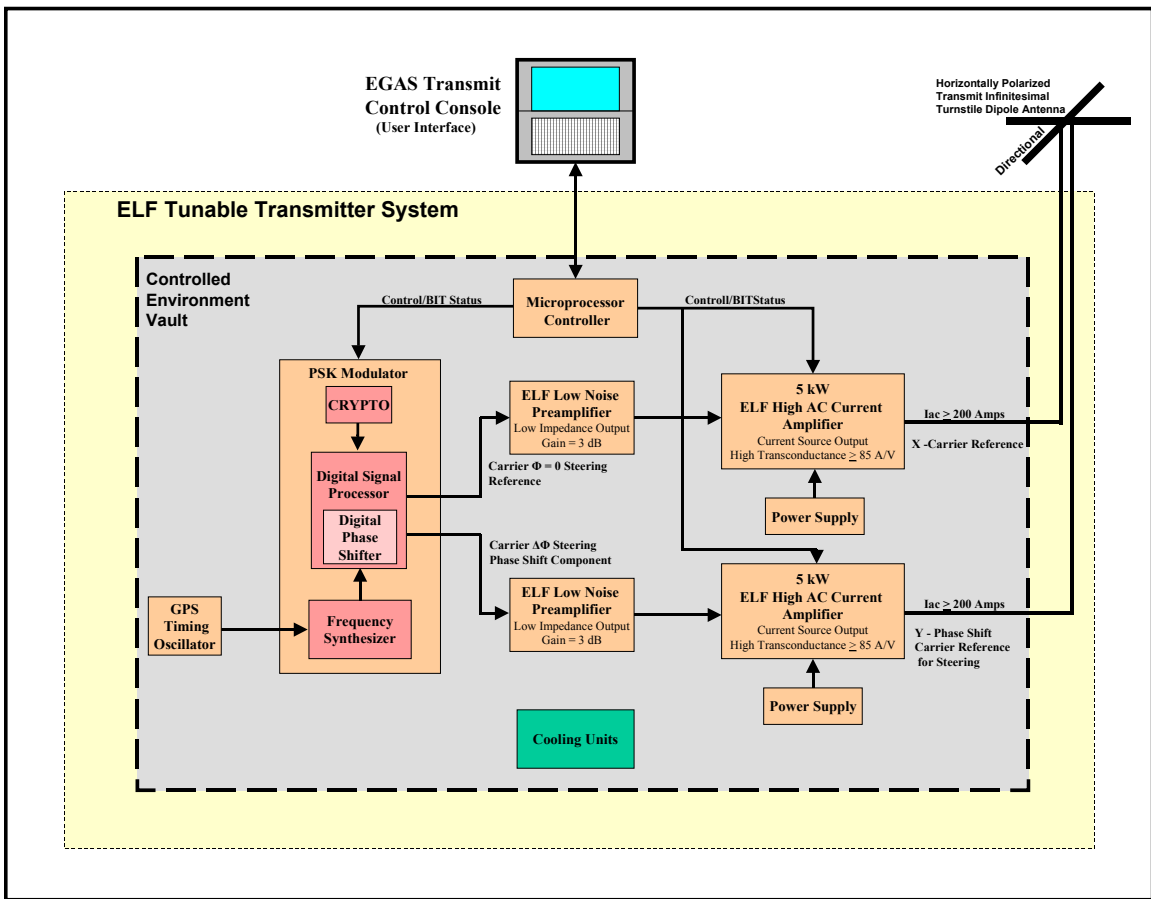 EGAS Transmit
Control Console
(User Interface)
Horizontally Polarized
Transmit Infinitesimal
Turnstile Dipole Antenna
Directional
ELF Tunable Transmitter System
Controlled
Environment
Vault
Control/BIT Status
Microprocessor
Controller
Controll/BITStatus
PSK Modulator
CRYPTO
Digital Signal
Processor
Digital
Phase
Shifter
Frequency
Synthesizer
GPS
Timing
Oscillator
ELF Low Noise
Preamplifier
Low Impedance Output
Gain = 3 dB
Carrier Φ = 0 Steering
Reference
Carrier ΔΦ Steering
Phase Shift Component
ELF Low Noise
Preamplifier
Low Impedance Output
Gain = 3 dB
5 kW
ELF High AC Current
Amplifier
Current Source Output
High Transconductance ≥ 85 A/V
Iac ≥ 200 Amps
X -Carrier Reference
Power Supply
5 kW
ELF High AC Current
Amplifier
Current Source Output
High Transconductance ≥ 85 A/V
Iac ≥ 200 Amps
Y - Phase Shift
Carrier Reference
for Steering
Power Supply
Cooling Units